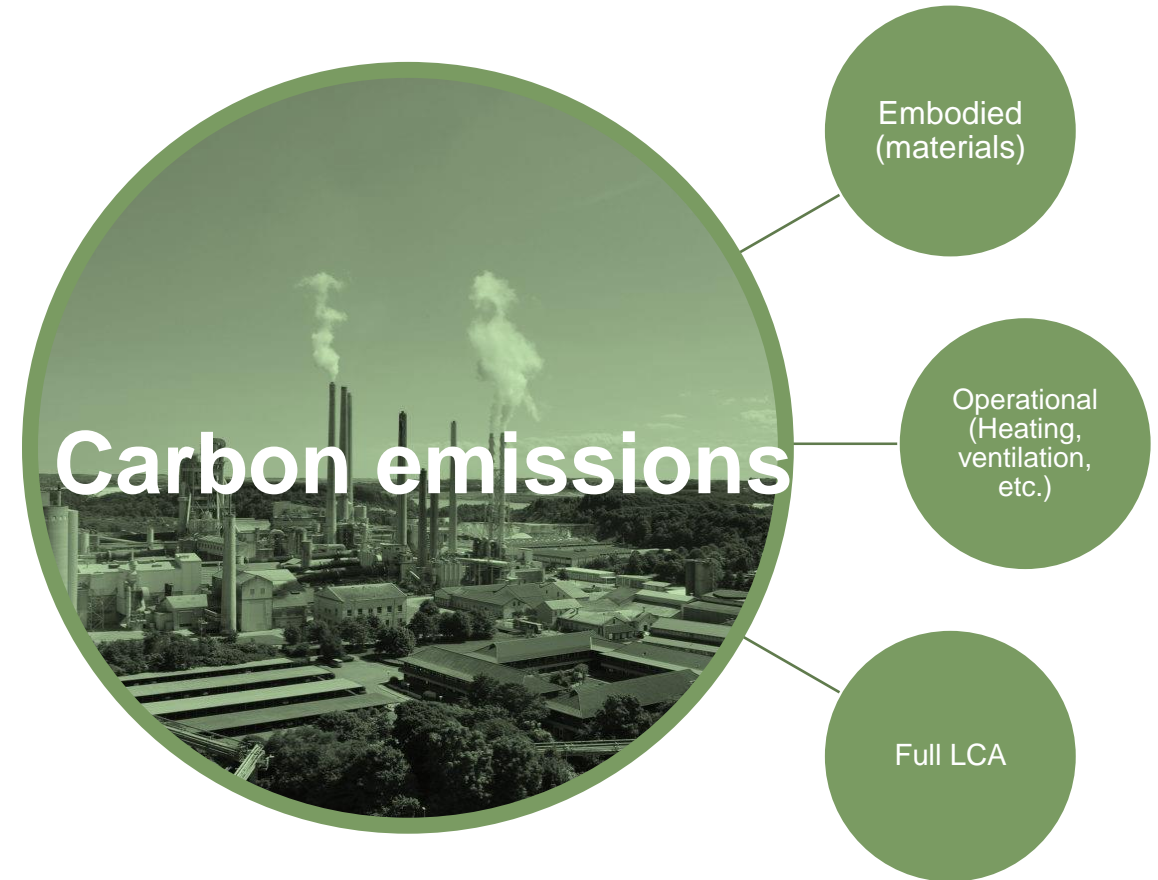 Carbon emissions
Embodied
(materials)
Operational
(Heating,
ventilation,
etc.)
Full LCA